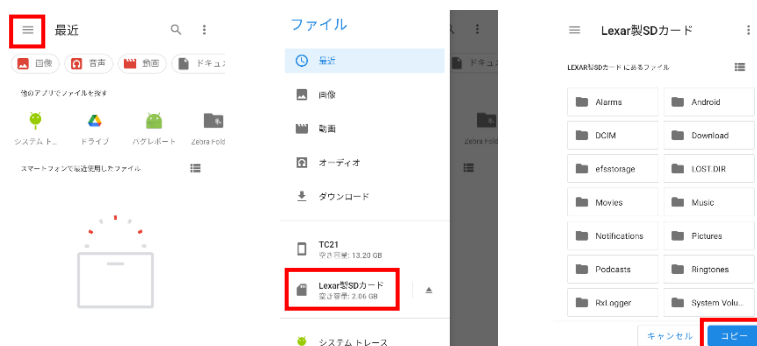 最近
画像
音声
動画
ドキュ
他のアプリでファイルを探す
システム ト...
ドライブ
バグレポート
Zebra Fold
スマートフォンで最近使用したファイル
ファイル
最近
画像
動画
オーディオ
ダウンロード
TC21
空き容量: 13.20 GB
Lexar製SDカード
空き容量: 2.06 GB
システム トレース
ドキュ
Zebra Fold
Lexar製SDカード
LEXAR製SDカード にあるファイル
Alarms
Android
DCIM
Download
efsstorage
LOST.DIR
Movies
Music
Notifications
Pictures
Podcasts
Ringtones
RxLogger
System Volu...
キャンセル
コピー